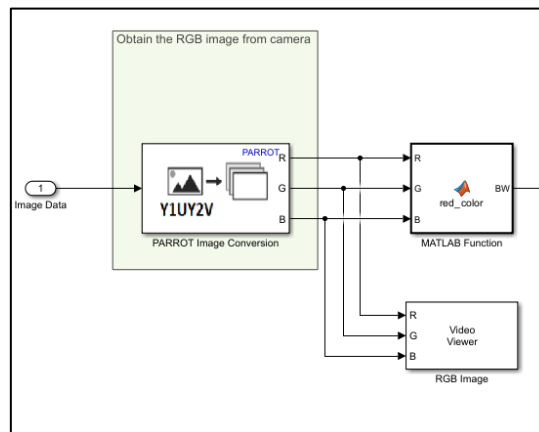 Obtain the RGB image from camera
PARROT
R
G
B
Y1UY2V
PARROT Image Conversion
1
Image Data
R
G
B
red_color
BW
MATLAB Function
R
G
B
Video
Viewer
RGB Image